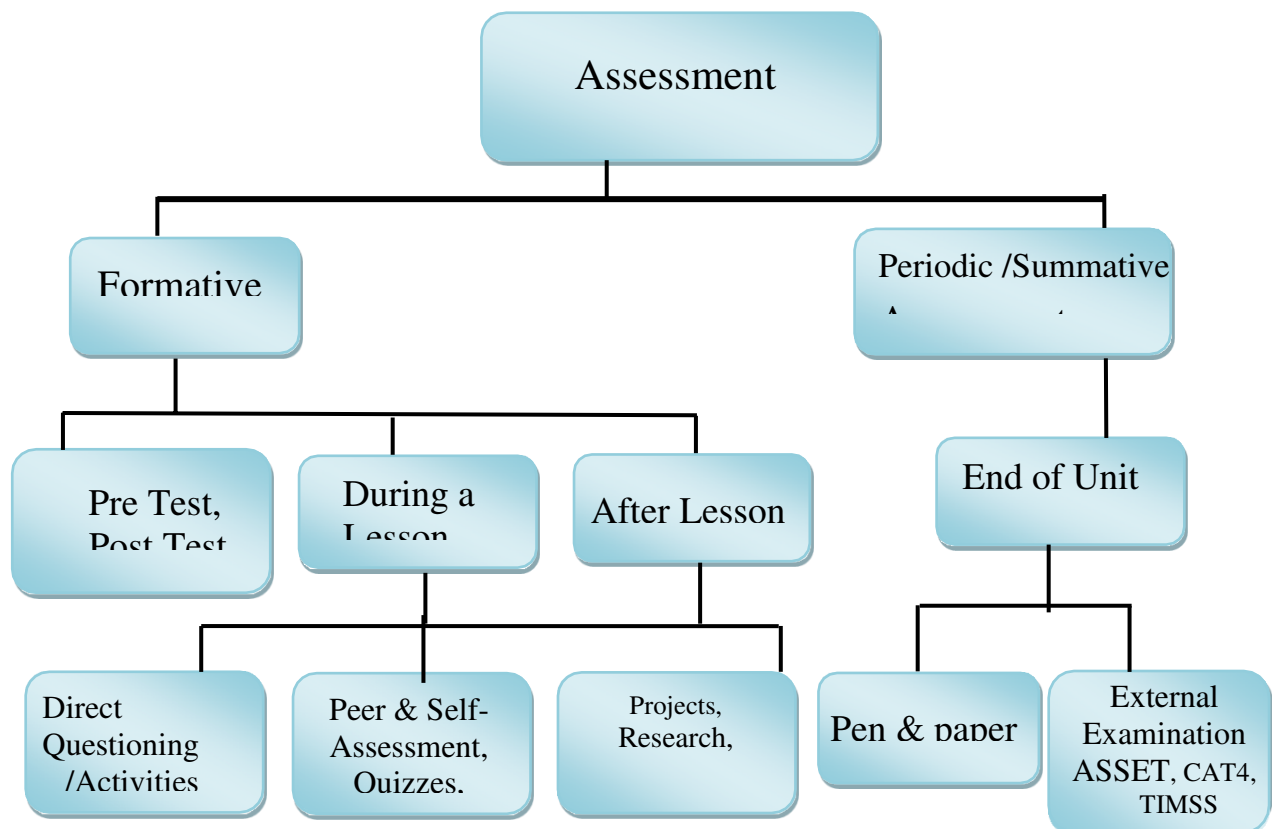 Assessment
Formative
Periodic /Summative
Pre Test,
Post Test
During a
Lesson
After Lesson
End of Unit
Direct
Questioning
/Activities
Peer & Self-
Assessment,
Quizzes,
Projects,
Research,
Pen & paper
External
Examination
ASSET, CAT4,
TIMSS